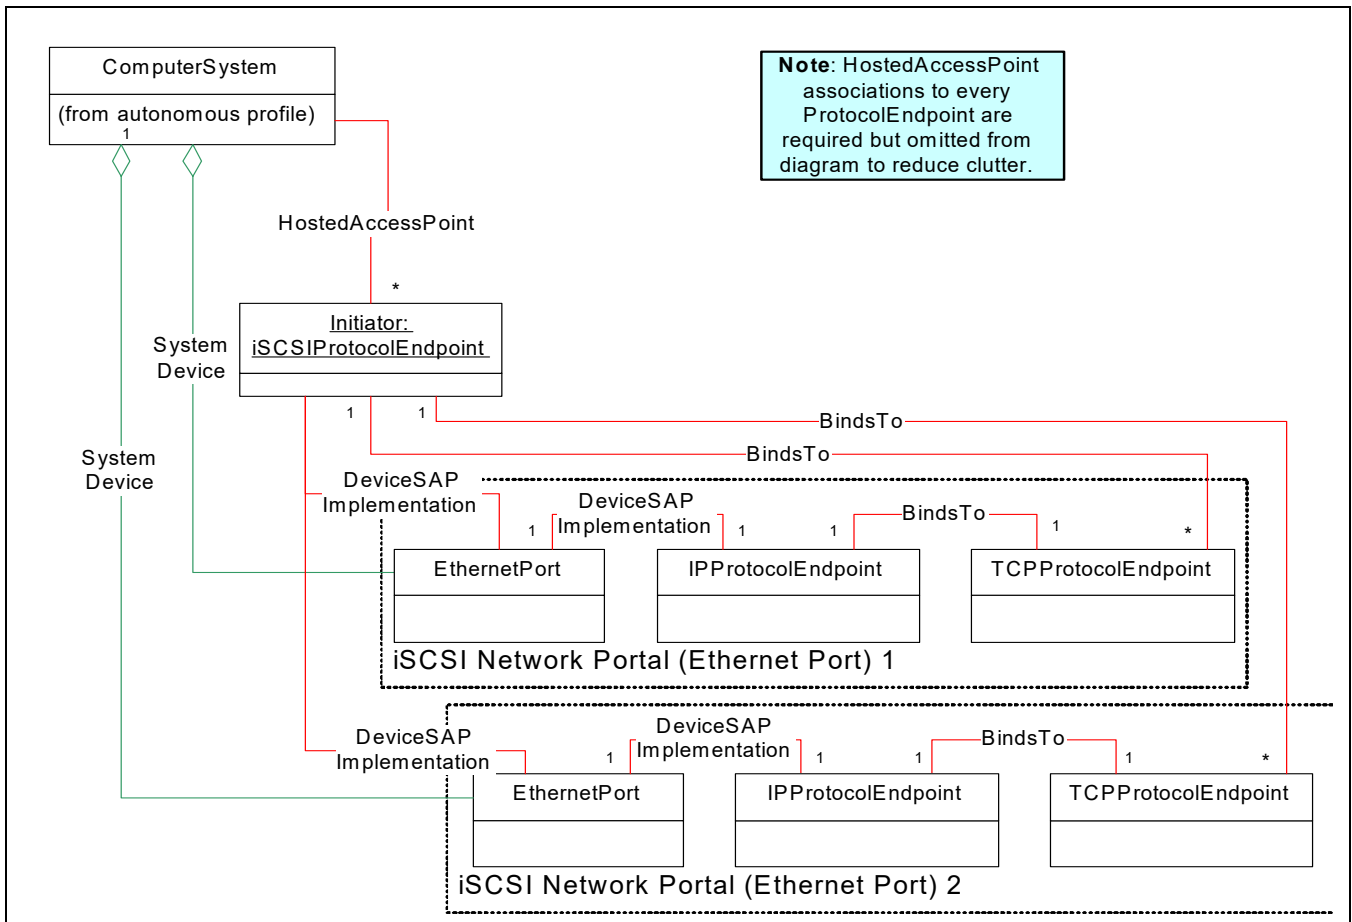 ComputerSystem
(from autonomous profile)
1
Note: HostedAccessPoint
associations to every
ProtocolEndpoint are
required but omitted from
diagram to reduce clutter.
HostedAccessPoint
*
Initiator:
iSCSIProtocolEndpoint
System
Device
1
1
BindsTo
System
Device
BindsTo
DeviceSAP
Implementation
DeviceSAP
Implementation
BindsTo
1
1
1
1
*
EthernetPort
IPProtocolEndpoint
TCPProtocolEndpoint
iSCSI Network Portal (Ethernet Port) 1
DeviceSAP
Implementation
DeviceSAP
Implementation
BindsTo
1
1
1
1
*
EthernetPort
IPProtocolEndpoint
TCPProtocolEndpoint
iSCSI Network Portal (Ethernet Port) 2